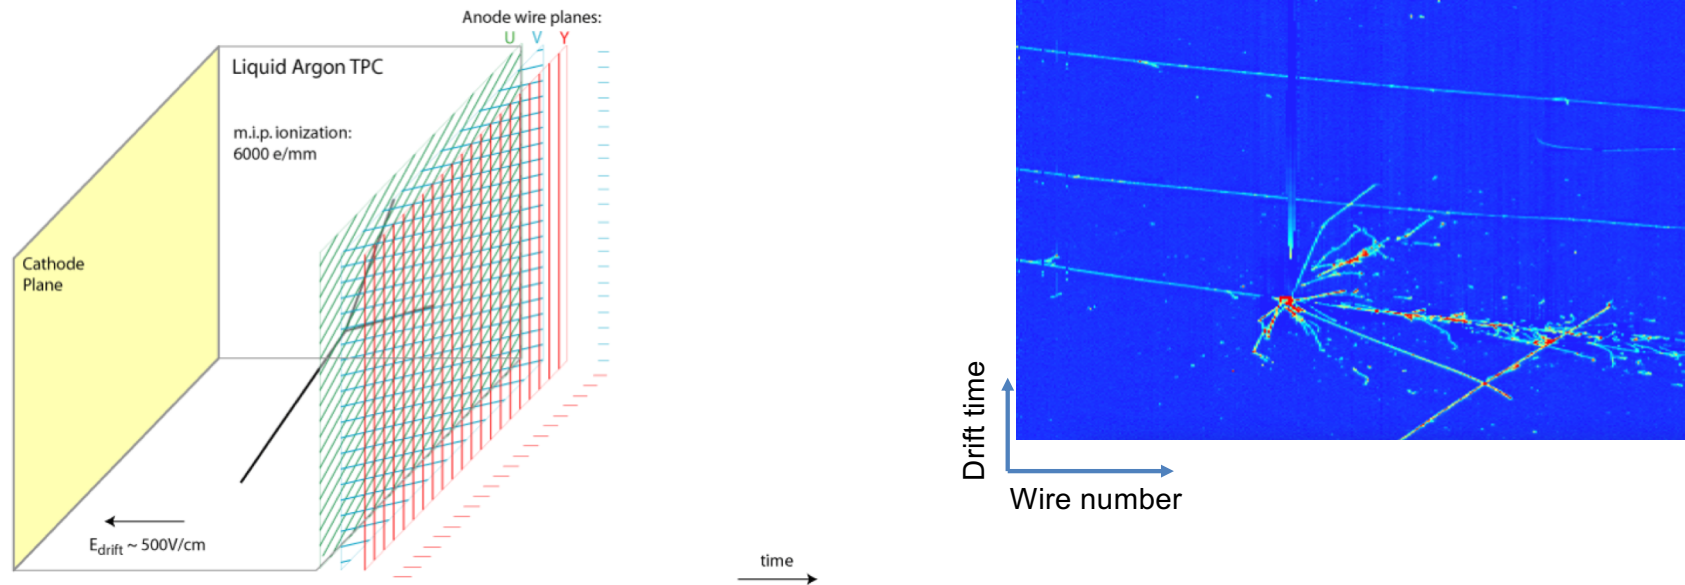 Anode wire planes:
U V Y
Liquid Argon TPC
m.i.p. ionization:
6000 e/mm
Cathode
Plane
E_drift ~ 500V/cm
time
Drift time
Wire number